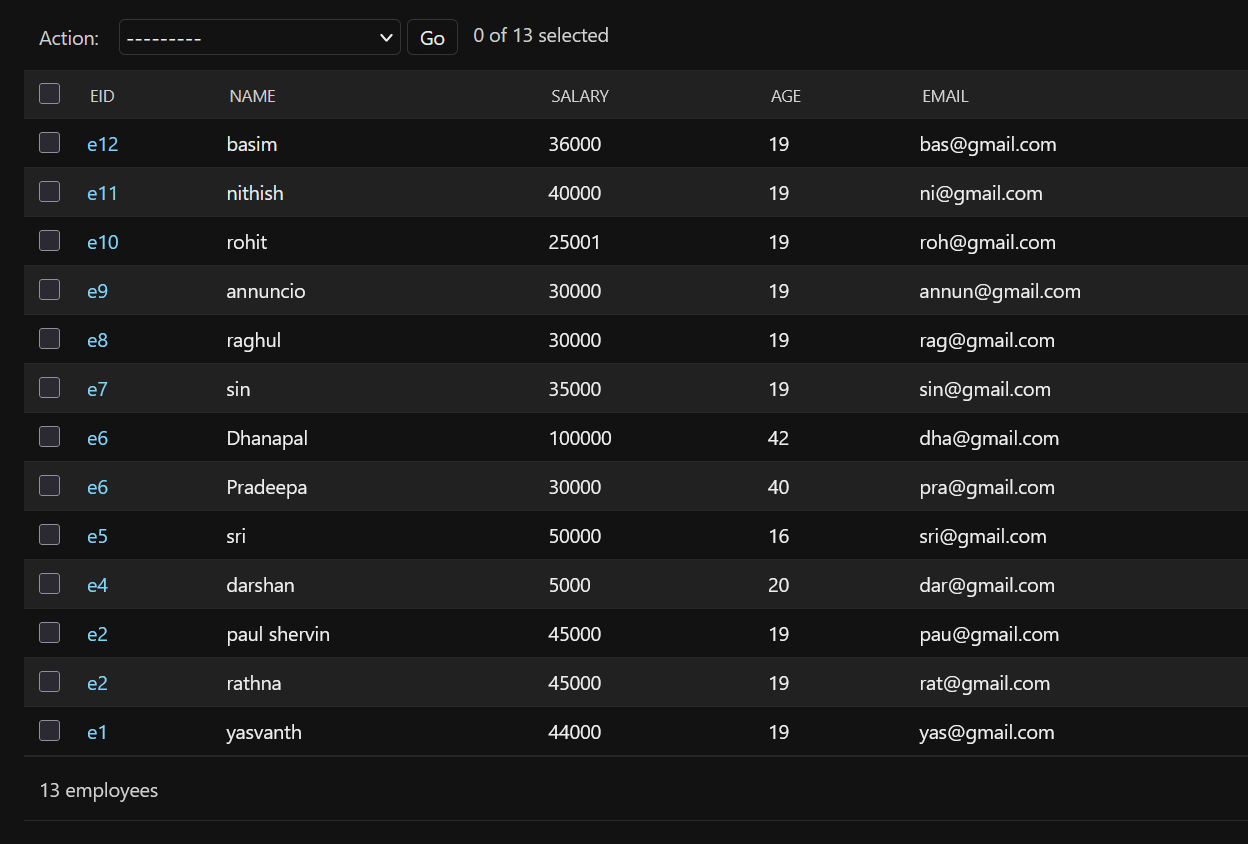 Action: --------- Go 0 of 13 selected
EID NAME SALARY AGE EMAIL
e12 basim 36000 19 bas@gmail.com
e11 nithish 40000 19 ni@gmail.com
e10 rohit 25001 19 roh@gmail.com
e9 annuncio 30000 19 annun@gmail.com
e8 raghul 30000 19 rag@gmail.com
e7 sin 35000 19 sin@gmail.com
e6 Dhanapal 100000 42 dha@gmail.com
e6 Pradeepa 30000 40 pra@gmail.com
e5 sri 50000 16 sri@gmail.com
e4 darshan 5000 20 dar@gmail.com
e2 paul shervin 45000 19 pau@gmail.com
e2 rathna 45000 19 rat@gmail.com
e1 yasvanth 44000 19 yas@gmail.com
13 employees